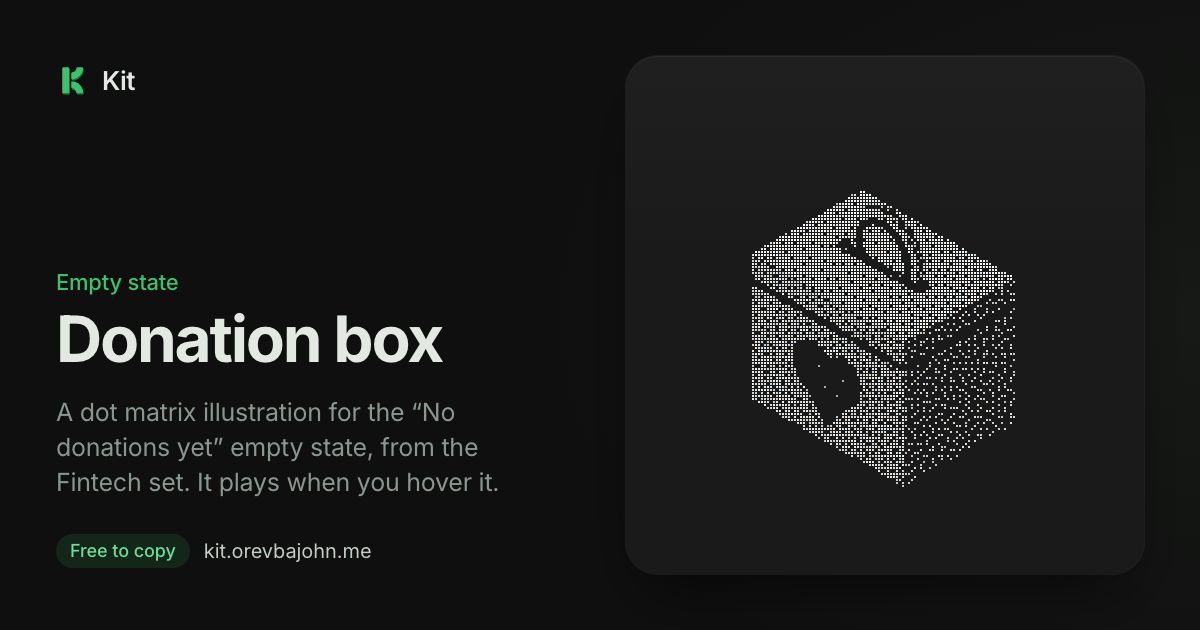 Kit
Empty state
Donation box
A dot matrix illustration for the “No
donations yet” empty state, from the
Fintech set. It plays when you hover it.
Free to copy
kit.orevbajohn.me